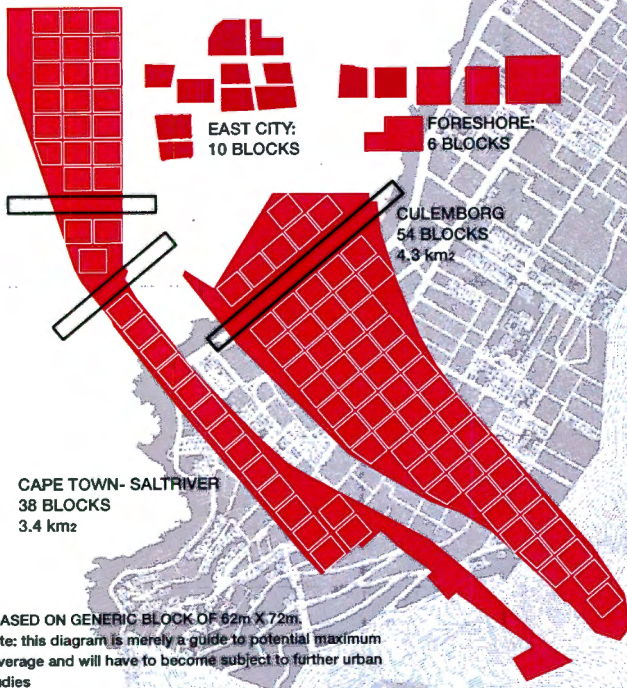 EAST CITY:
10 BLOCKS
FORESHORE:
6 BLOCKS
CULEMBORG
54 BLOCKS
4.3 km2
CAPE TOWN- SALTRIVER
38 BLOCKS
3.4 km2
ASED ON GENERIC BLOCK OF 62m X 72m.
te: this diagram is merely a guide to potential maximum
verage and will have to become subject to further urban
dies